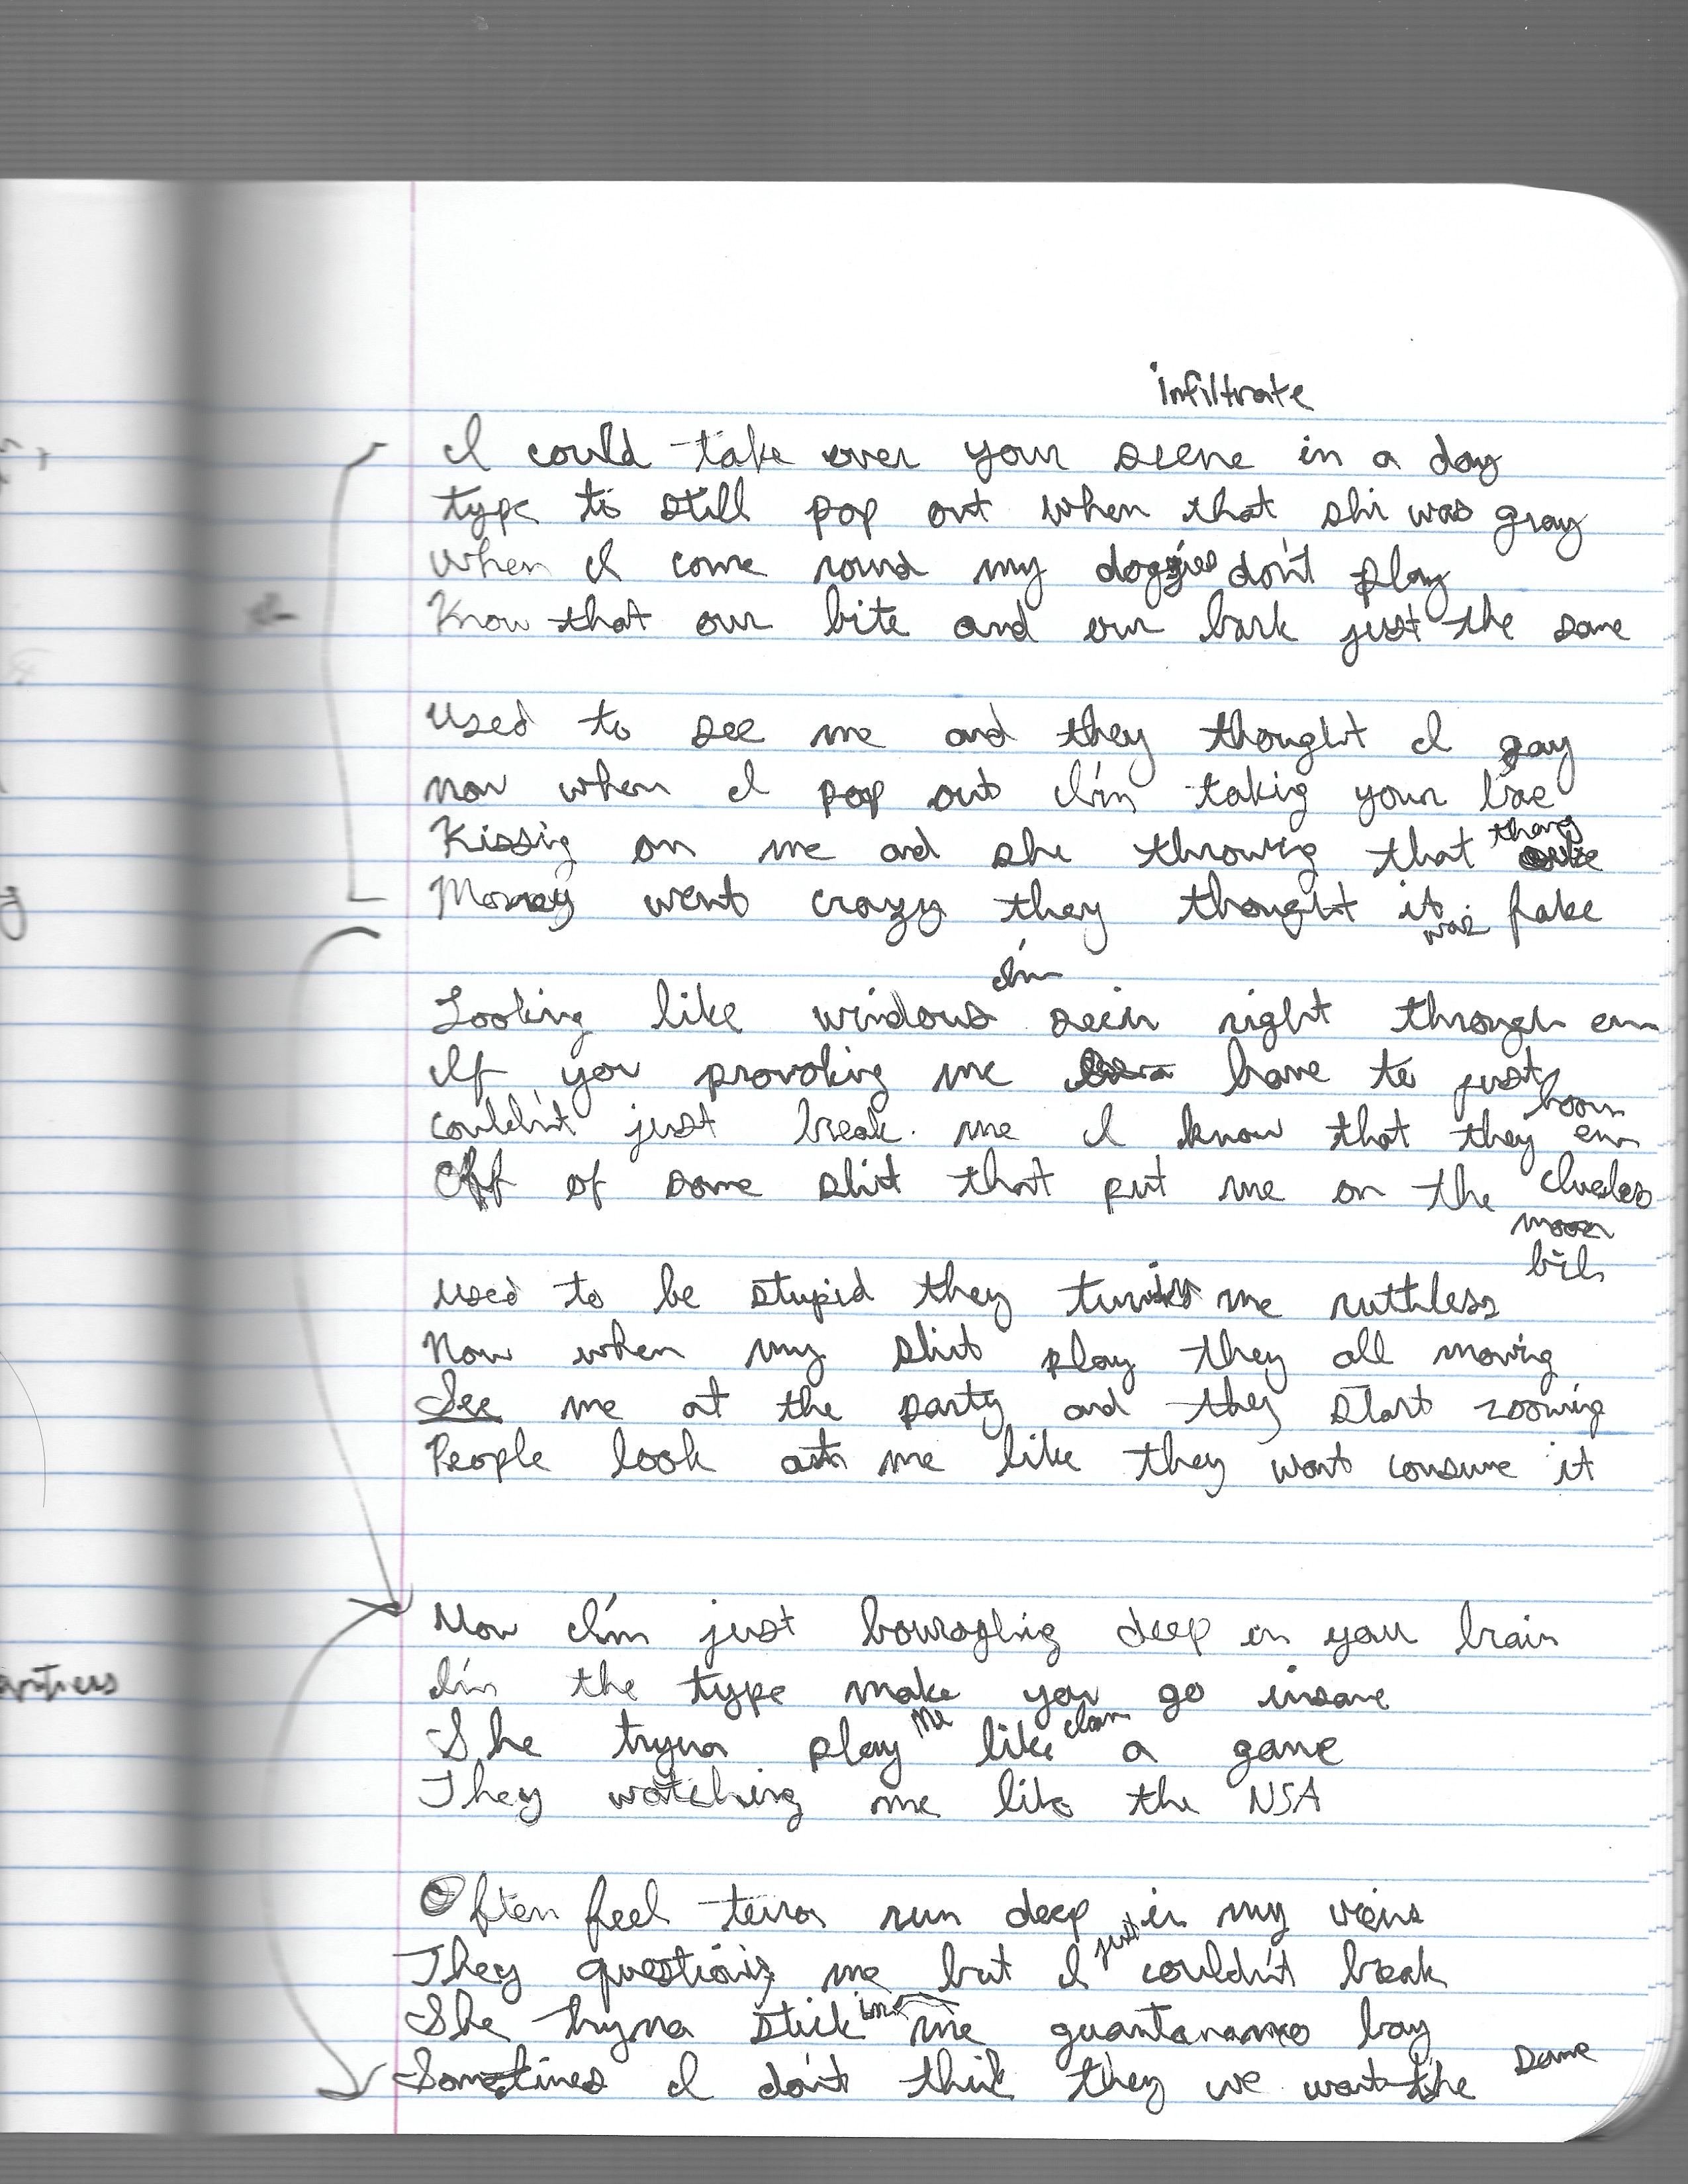 infiltrate
I could take over your scene in a day
type to still pop out when that shi was gray
when I come round my doggies don't play
Know that our bite and our bark just the same
used to see me and they thought I gay
now when I pop out I'm taking your bae
Kissig on me and she throwing that thang
Money went crazy they thought it was fake
I'm
Looking like windows seein right through em
If you provoking me have to just boom
couldn't just break me I know that they em
Off of some shit that put me on the
moon
used to be stupid they turn me ruthless
Now when my shit play they all moving
See me at the party and they start zooming
People look at me like they want consume it
Now I'm just bouroghing deep in your brain
I'm the type make you go insane
She tryna play me like I am a game
They watching me like the NSA
Often feel terror run deep in my veins
They questioning me but I just couldn't break
She tryna stick me in guantanamo bay
Sometimes I don't think they we want the same